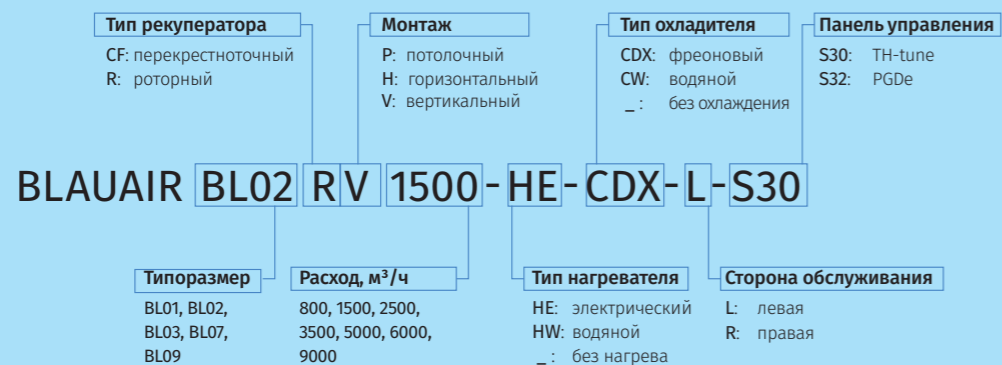 Тип рекуператора
CF: перекрестноточный
R: роторный
Монтаж
P: потолочный
H: горизонтальный
V: вертикальный
Тип охладителя
CDX: фреоновый
CW: водяной
_ : без охлаждения
Панель управления
S30: TH-tune
S32: PGDe
BLAUAIR BL02 R V 1500-HE-CDX-L-S30
Типоразмер
BL01, BL02,
BL03, BL07,
BL09
Расход, м³/ч
800, 1500, 2500,
3500, 5000, 6000,
9000
Тип нагревателя
HE: электрический
HW: водяной
_ : без нагрева
Сторона обслуживания
L: левая
R: правая